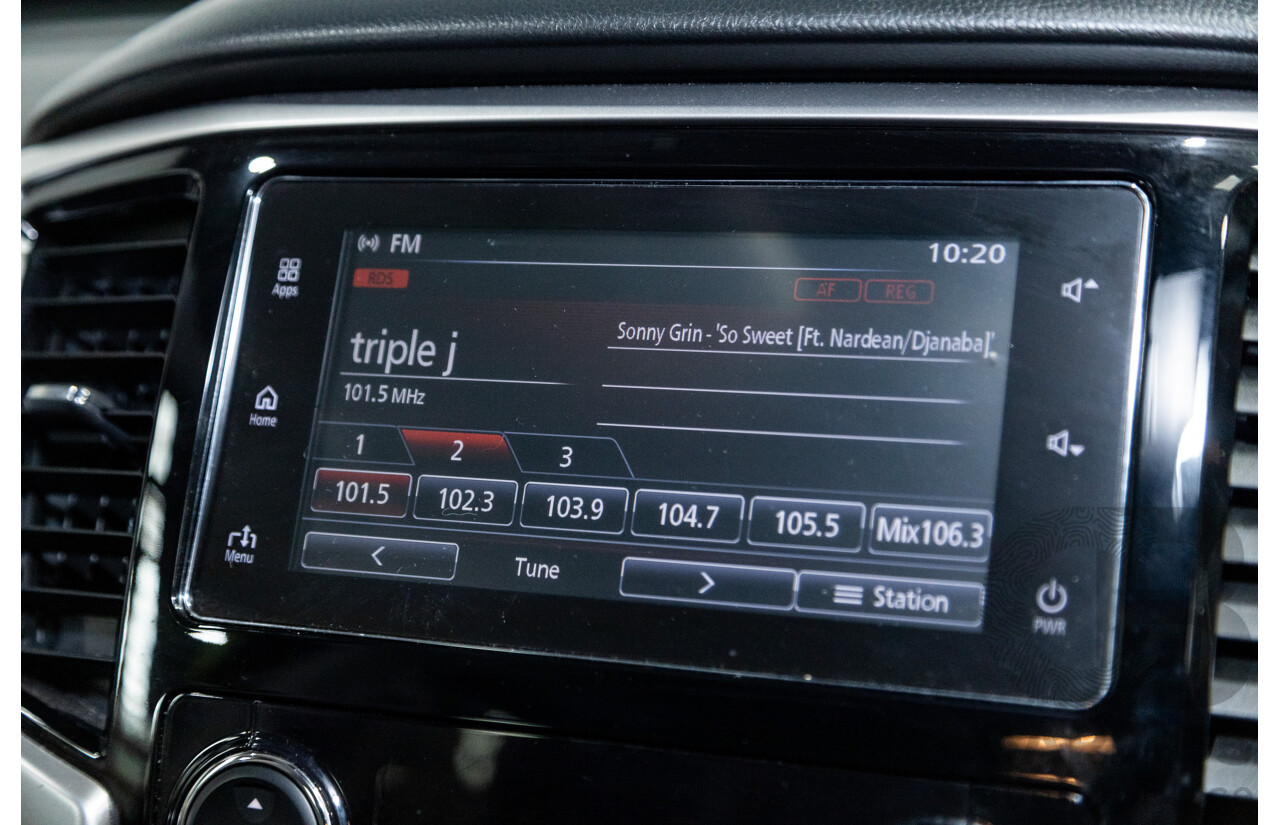 FM
10:20
RDS
AF
REG
Apps
triple j
Sonny Grin - 'So Sweet [Ft. Nardean/Djanaba]'
101.5 MHz
Home
1
2
3
101.5
102.3
103.9
104.7
105.5
Mix106.3
Menu
<
Tune
>
Station
PWR